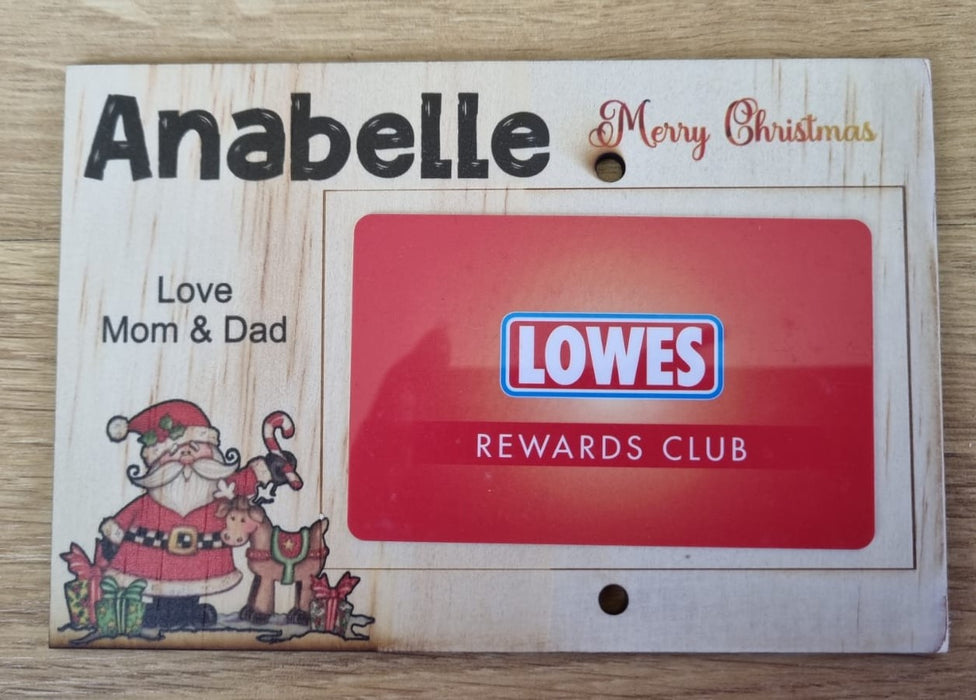 Anabelle
Merry Christmas
Love
Mom & Dad
LOWES
REWARDS CLUB